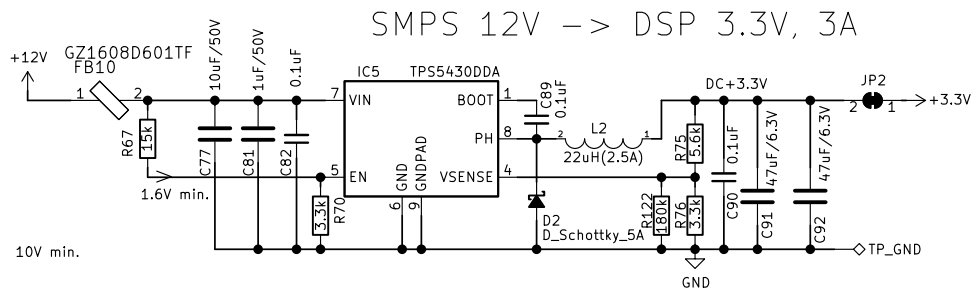 SMPS 12V -> DSP 3.3V, 3A
+12V
GZ1608D601TF
FB10
1 2
10uF/50V
1uF/50V
0.1uF
R67
15k
C77
C81
C82
1.6V min.
10V min.
3.3k
R70
IC5
TPS5430DDA
7 VIN
5 EN
BOOT 1
PH 8
VSENSE 4
GND
GNDPAD
6
9
C89
0.1uF
2 L2 1
22uH(2.5A)
D2
D_Schottky_5A
R122
180k
R75
5.6k
R76
3.3k
DC+3.3V
0.1uF
C90
47uF/6.3V
C91
47uF/6.3V
C92
JP2
2 1
+3.3V
TP_GND
GND